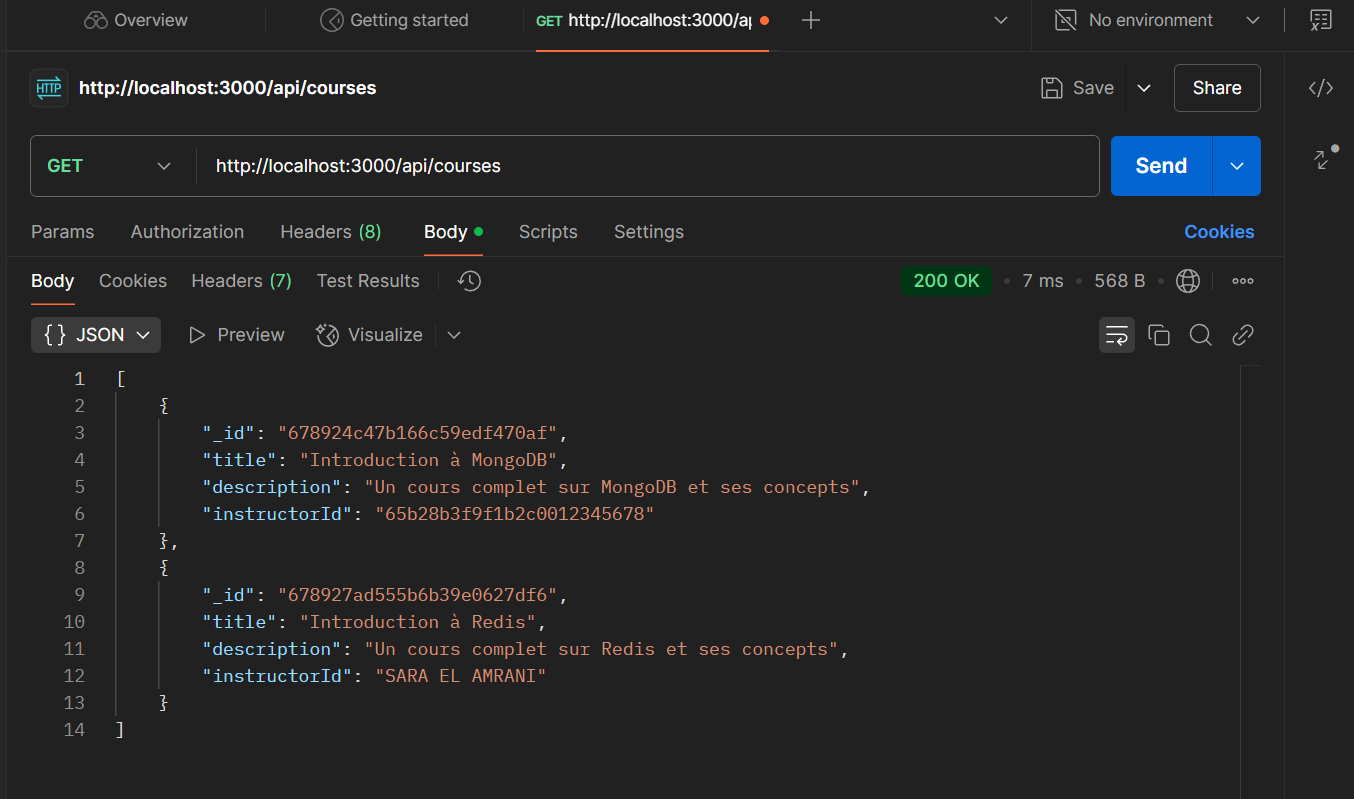 Overview Getting started GET http://localhost:3000/a No environment
HTTP http://localhost:3000/api/courses Save Share
GET http://localhost:3000/api/courses Send
Params Authorization Headers (8) Body Scripts Settings Cookies
Body Cookies Headers (7) Test Results 200 OK 7 ms 568 B
{} JSON Preview Visualize
1 [
2 {
3 "_id": "678924c47b166c59edf470af",
4 "title": "Introduction à MongoDB",
5 "description": "Un cours complet sur MongoDB et ses concepts",
6 "instructorId": "65b28b3f9f1b2c0012345678"
7 },
8 {
9 "_id": "678927ad555b6b39e0627df6",
10 "title": "Introduction à Redis",
11 "description": "Un cours complet sur Redis et ses concepts",
12 "instructorId": "SARA EL AMRANI"
13 }
14 ]